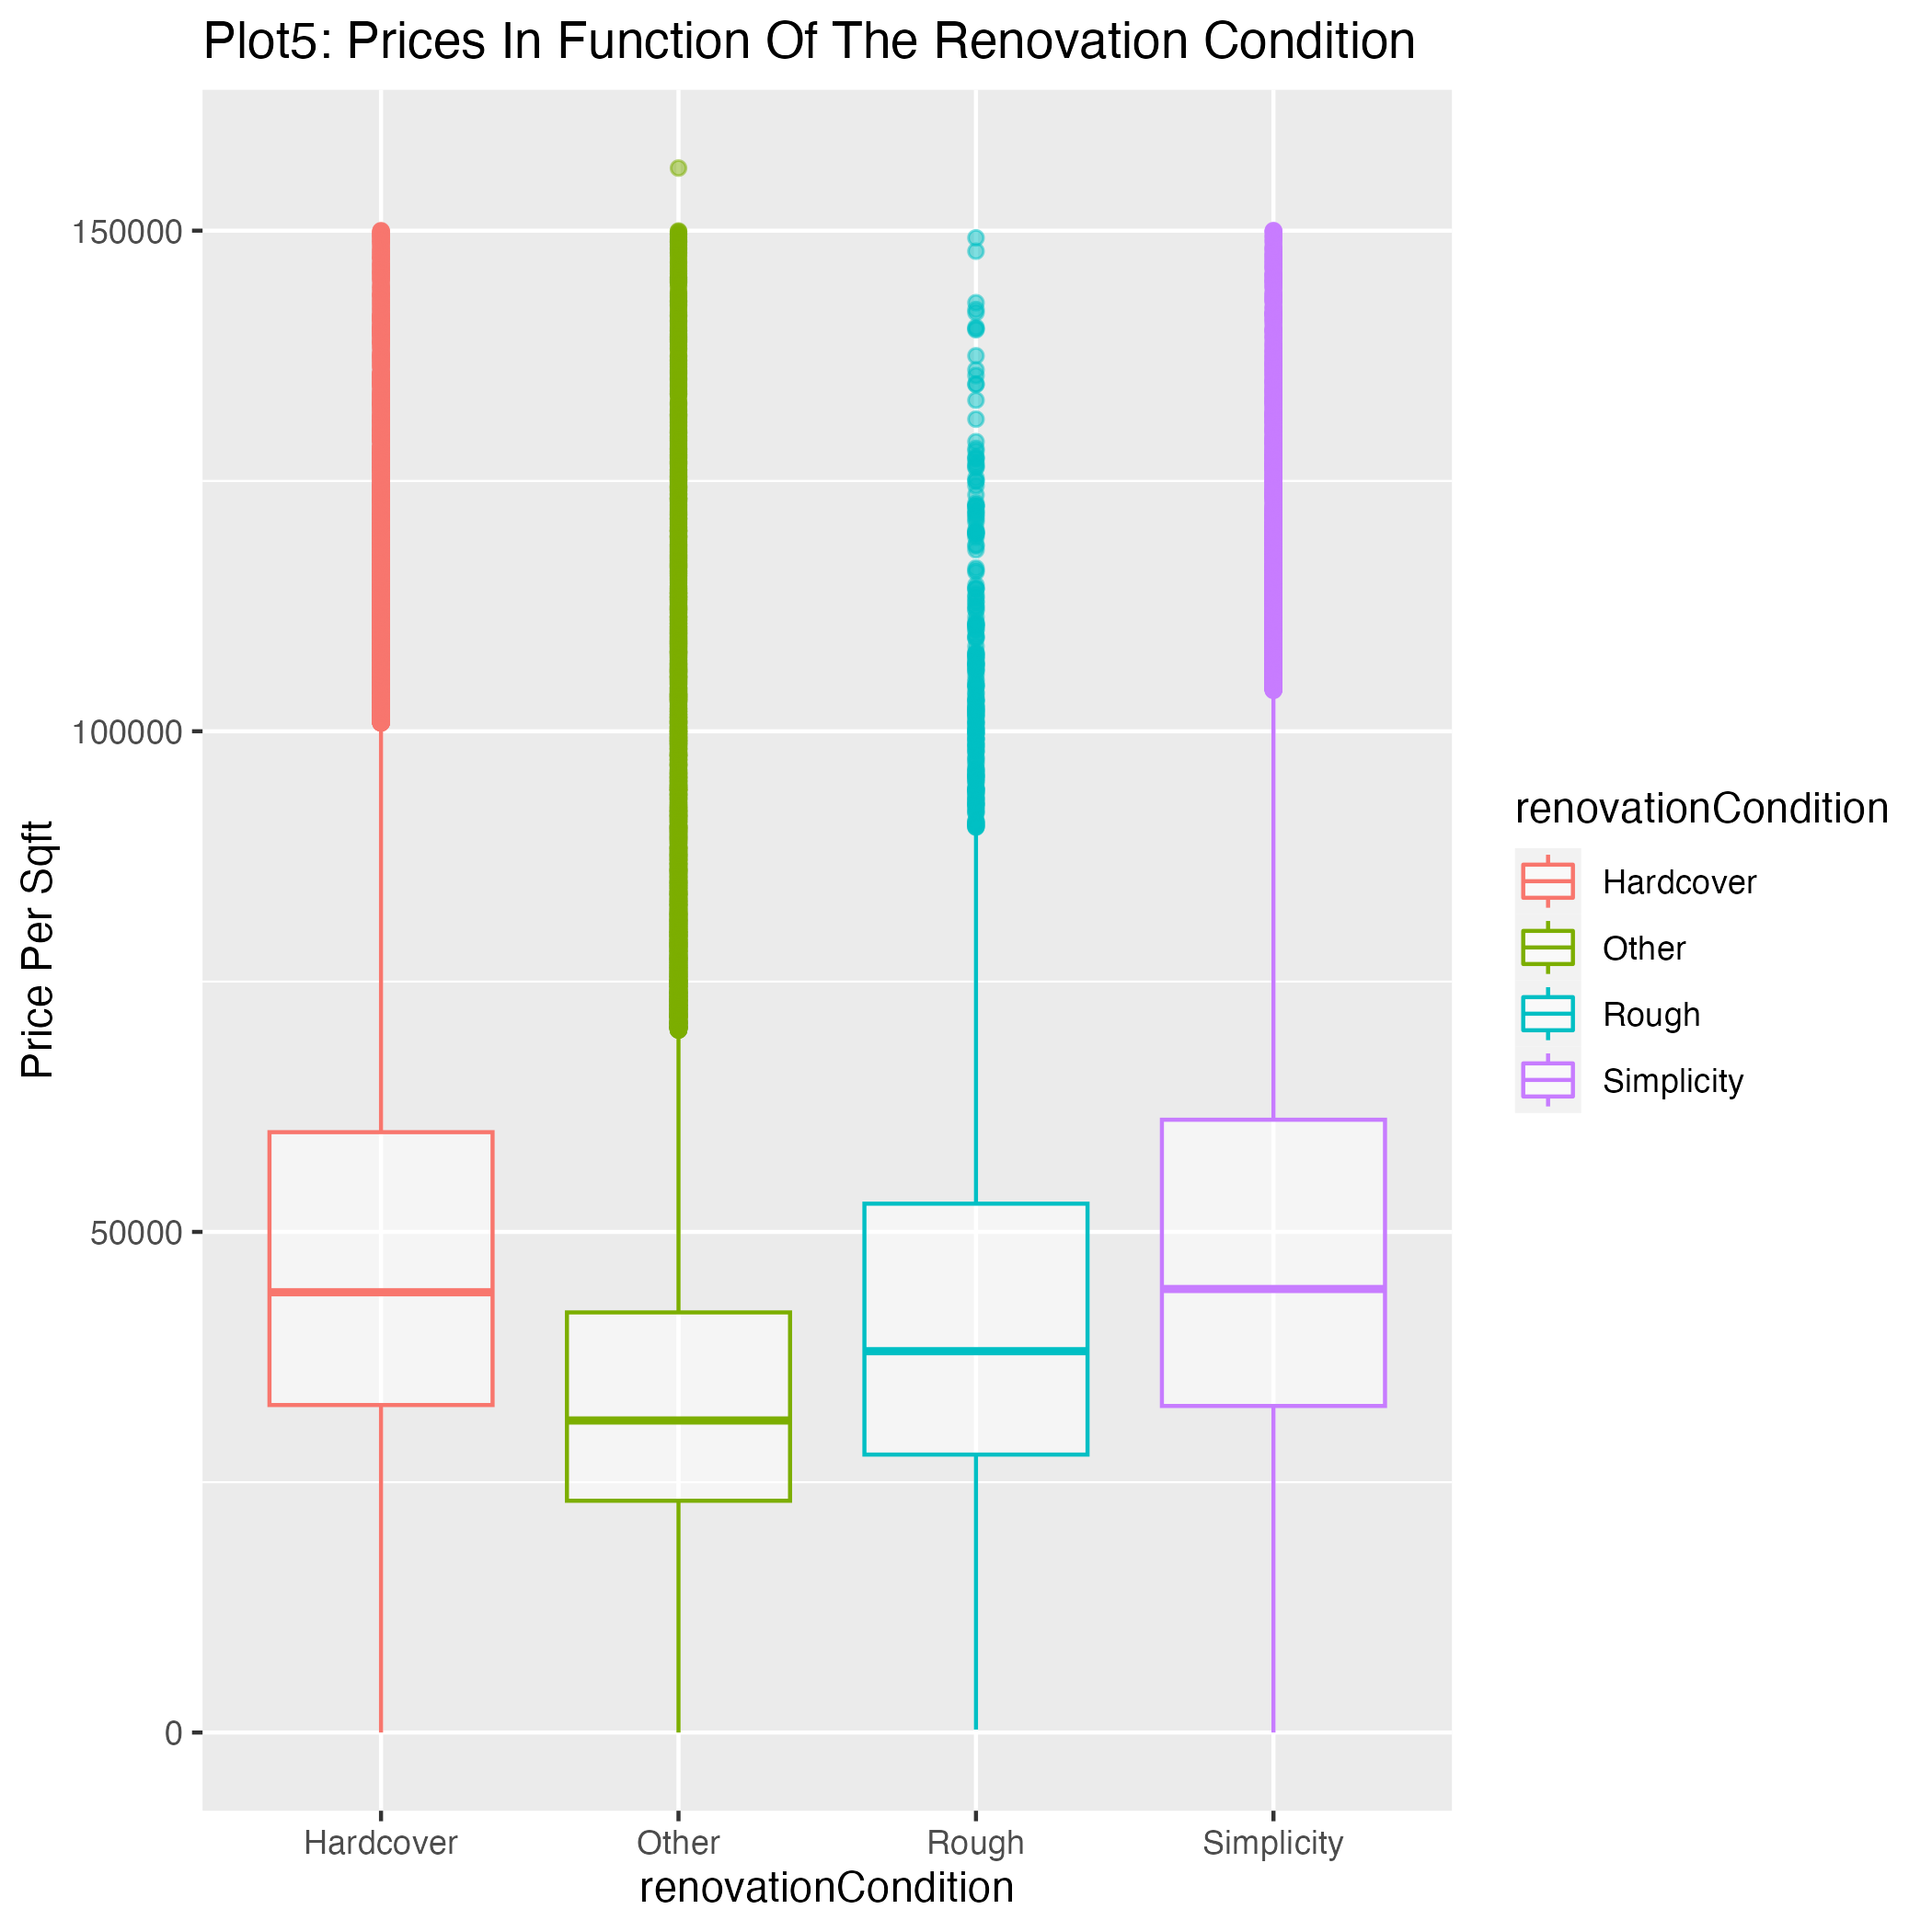 Plot5: Prices In Function Of The Renovation Condition
150000
100000
50000
0
Price Per Sqft
Hardcover
Other
Rough
Simplicity
renovationCondition
renovationCondition
Hardcover
Other
Rough
Simplicity